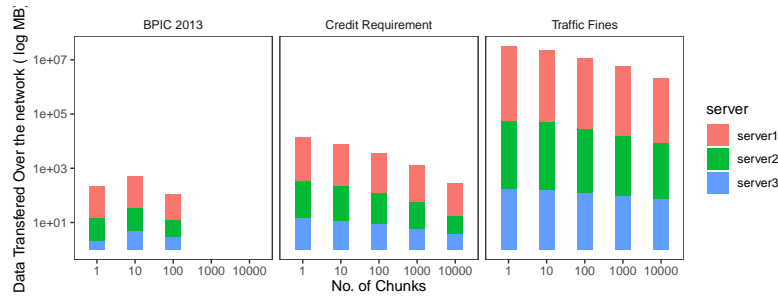 BPIC 2013
Credit Requirement
Traffic Fines
Data Transfered Over the network ( log MB)
1e+07
1e+05
1e+03
1e+01
1 10 100 1000 10000
1 10 100 1000 10000
1 10 100 1000 10000
No. of Chunks
server
server1
server2
server3